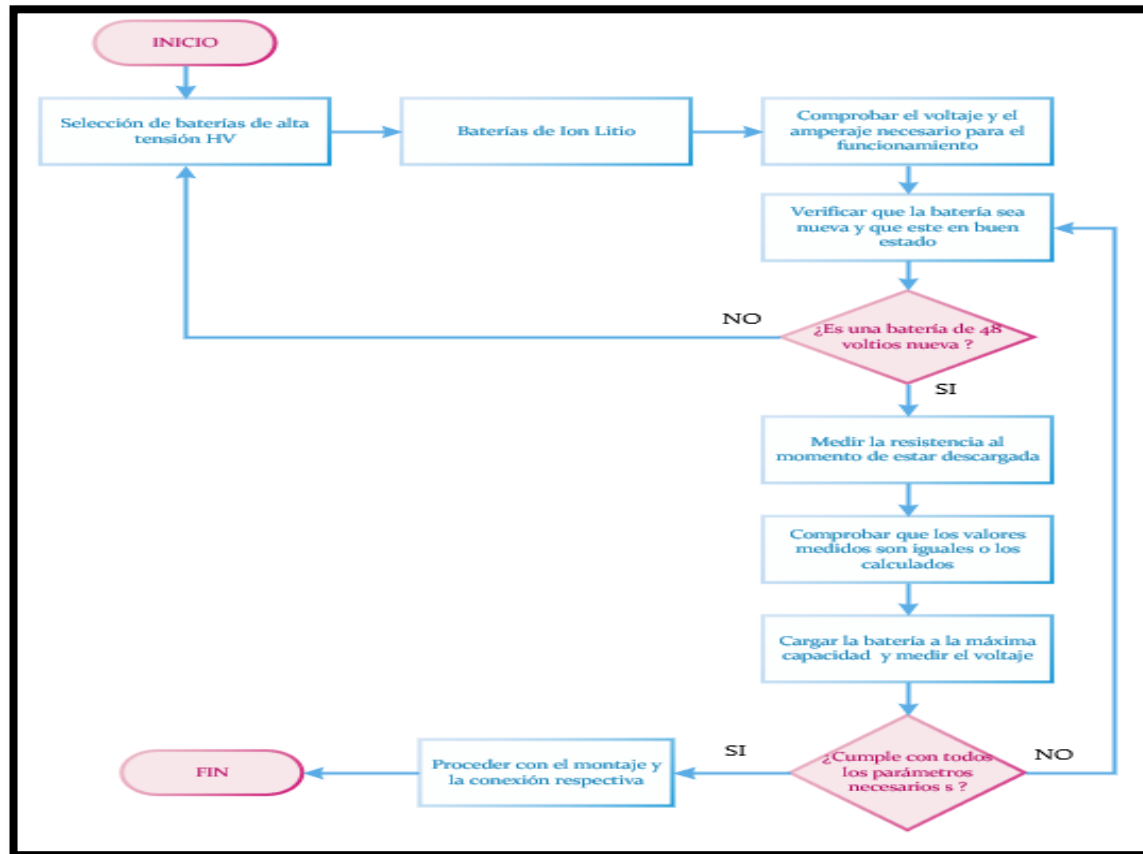 INICIO
Selección de baterías de alta
tensión HV
Baterías de Ion Litio
Comprobar el voltaje y el
amperaje necesario para el
funcionamiento
Verificar que la batería sea
nueva y que este en buen
estado
NO
¿Es una batería de 48
voltios nueva ?
SI
Medir la resistencia al
momento de estar descargada
Comprobar que los valores
medidos son iguales o los
calculados
Cargar la batería a la máxima
capacidad y medir el voltaje
¿Cumple con todos
los parámetros
necesarios s ?
NO
SI
Proceder con el montaje y
la conexión respectiva
FIN